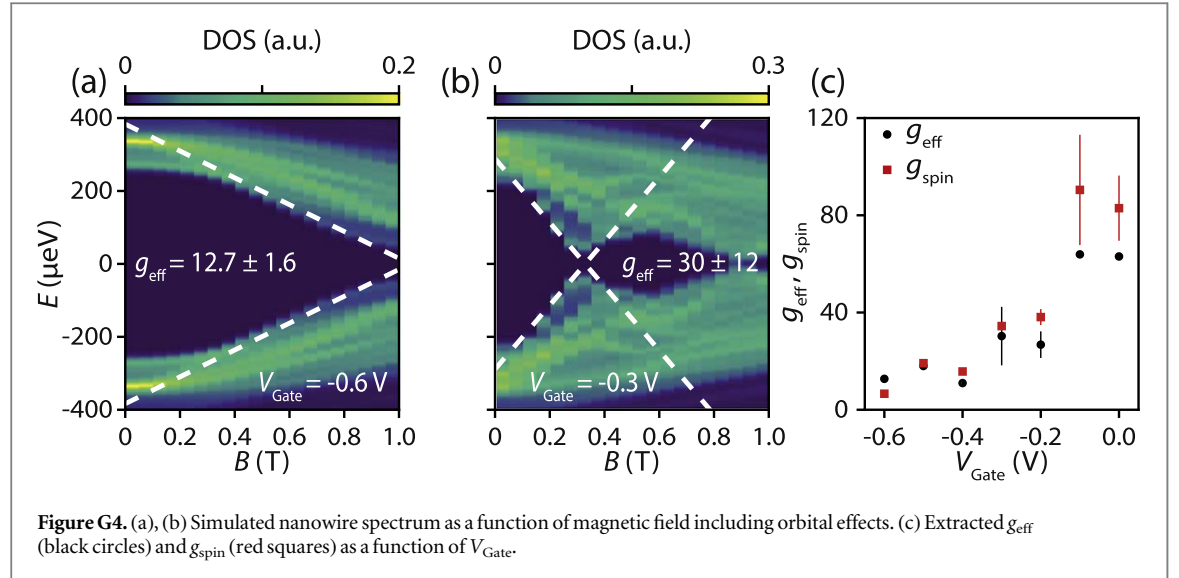 DOS (a.u.)
0 0.2
(a)
400
200
0
-200
-400
E (μeV)
g_eff = 12.7 ± 1.6
V_Gate = -0.6 V
0 0.2 0.4 0.6 0.8 1.0
B (T)
DOS (a.u.)
0 0.3
(b)
g_eff = 30 ± 12
V_Gate = -0.3 V
0 0.2 0.4 0.6 0.8 1.0
B (T)
(c)
120
80
40
0
g_eff, g_spin
g_eff
g_spin
-0.6 -0.4 -0.2 0.0
V_Gate (V)
Figure G4. (a), (b) Simulated nanowire spectrum as a function of magnetic field including orbital effects. (c) Extracted g_eff
(black circles) and g_spin (red squares) as a function of V_Gate.